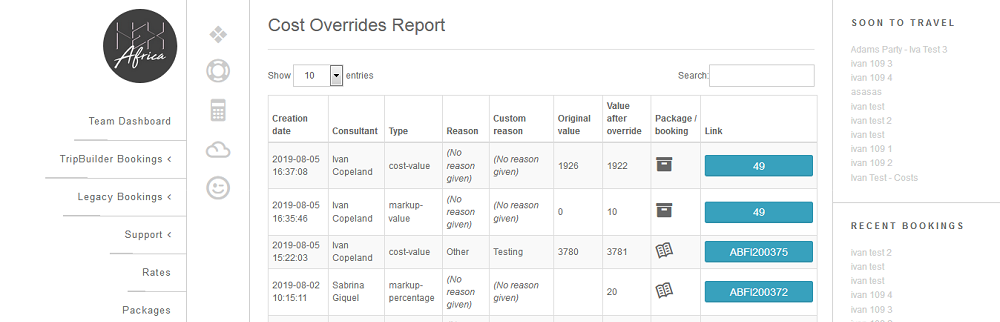 Africa
Team Dashboard
TripBuilder Bookings <
Legacy Bookings <
Support <
Rates
Packages
Cost Overrides Report
Show 10 entries
Search:
Creation date Consultant Type Reason Custom reason Original value Value after override Package / booking Link
2019-08-05 16:37:08 Ivan Copeland cost-value (No reason given) (No reason given) 1926 1922 49
2019-08-05 16:35:46 Ivan Copeland markup-value (No reason given) (No reason given) 0 10 49
2019-08-05 15:22:03 Ivan Copeland cost-value Other Testing 3780 3781 ABFI200375
2019-08-02 10:15:11 Sabrina Giquel markup-percentage (No reason given) (No reason given) 20 ABFI200372
SOON TO TRAVEL
Adams Party - Iva Test 3
ivan 109 3
ivan 109 4
asasas
ivan test
ivan test 2
ivan test
ivan 109 1
ivan 109 2
Ivan Test - Costs
RECENT BOOKINGS
ivan test 2
ivan test
ivan test
ivan 109 4
ivan 109 3